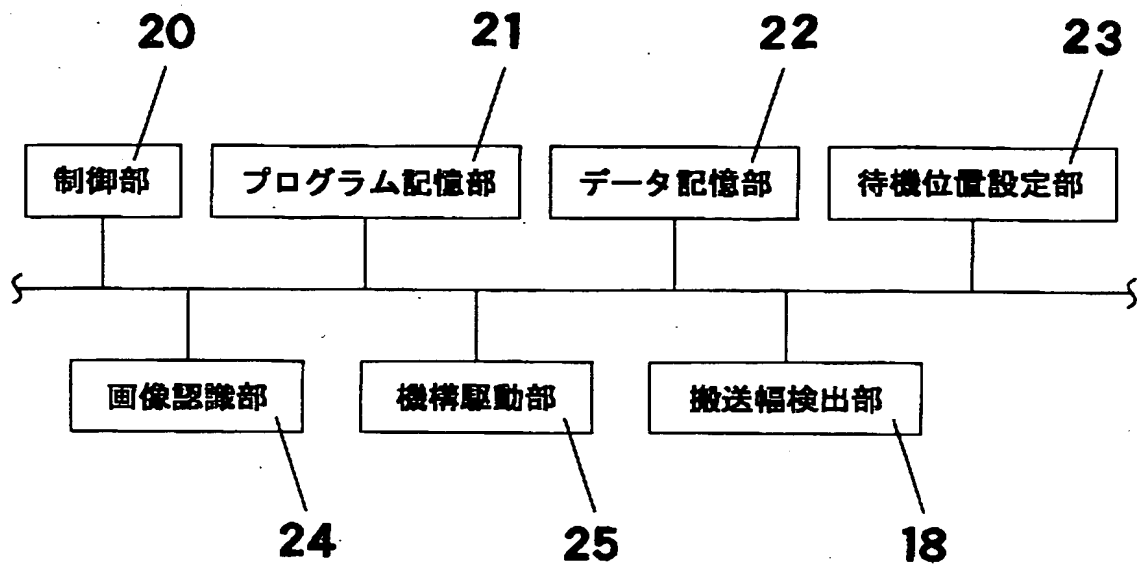 20 21 22 23
制御部 プログラム記憶部 データ記憶部 待機位置設定部
画像認識部 機構駆動部 搬送幅検出部
24 25 18